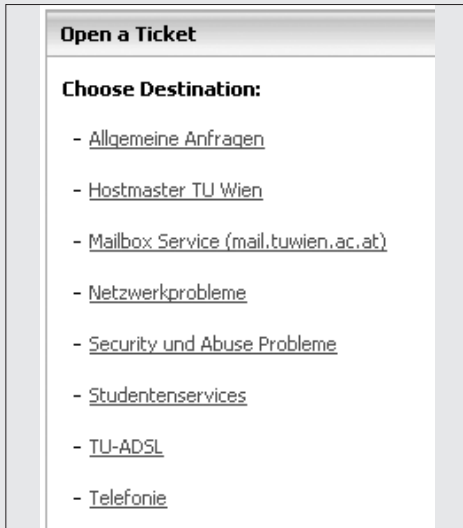 Open a Ticket
Choose Destination:
- Allgemeine Anfragen
- Hostmaster TU Wien
- Mailbox Service (mail.tuwien.ac.at)
- Netzwerkprobleme
- Security und Abuse Probleme
- Studentenservices
- TU-ADSL
- Telefonie